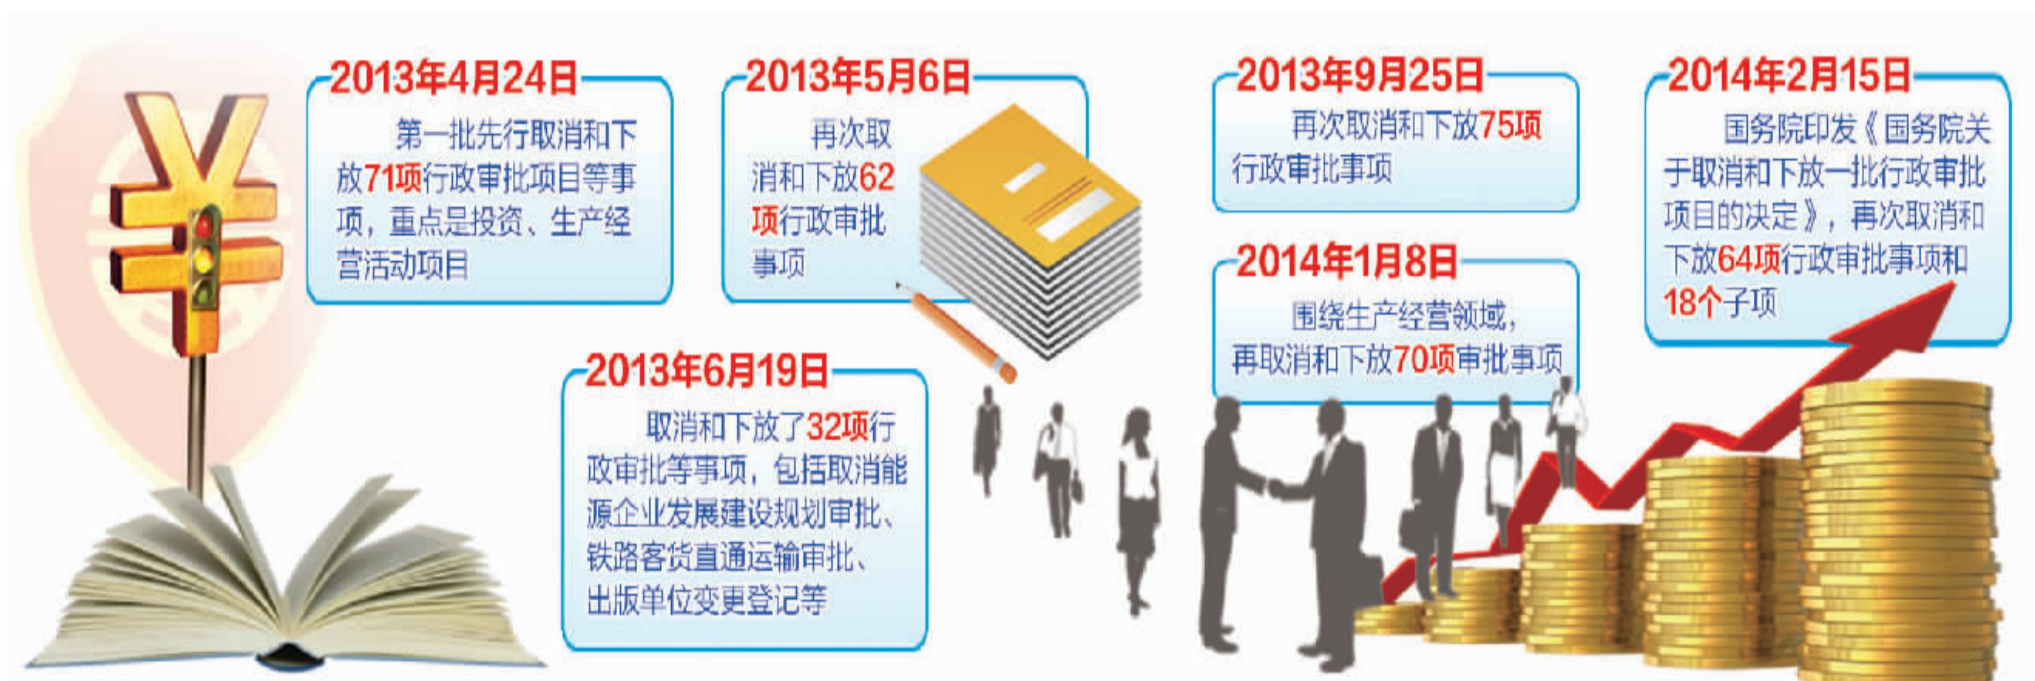 2013年4月24日
第一批先行取消和下
放71项行政审批项目等事
项，重点是投资、生产经
营活动项目
2013年5月6日
再次取
消和下放62
项行政审批
事项
2013年6月19日
取消和下放了32项行
政审批等事项，包括取消能
源企业发展建设规划审批、
铁路客货直通运输审批、
出版单位变更登记等
2013年9月25日
再次取消和下放75项
行政审批事项
2014年1月8日
围绕生产经营领域，
再取消和下放70项审批事项
2014年2月15日
国务院印发《国务院关
于取消和下放一批行政审批
项目的决定》，再次取消和
下放64项行政审批事项和
18个子项